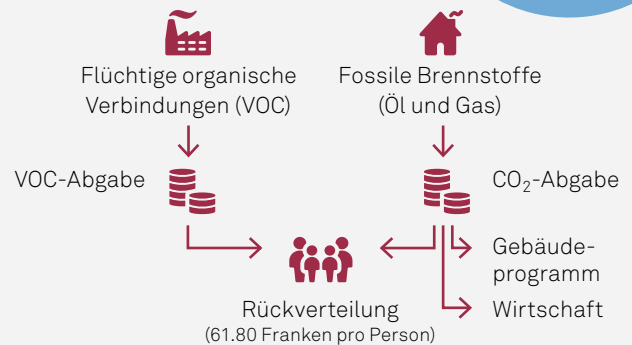 Flüchtige organische
Verbindungen (VOC)
Fossile Brennstoffe
(Öl und Gas)
VOC-Abgabe
CO₂-Abgabe
Gebäude-
programm
Wirtschaft
Rückverteilung
(61.80 Franken pro Person)